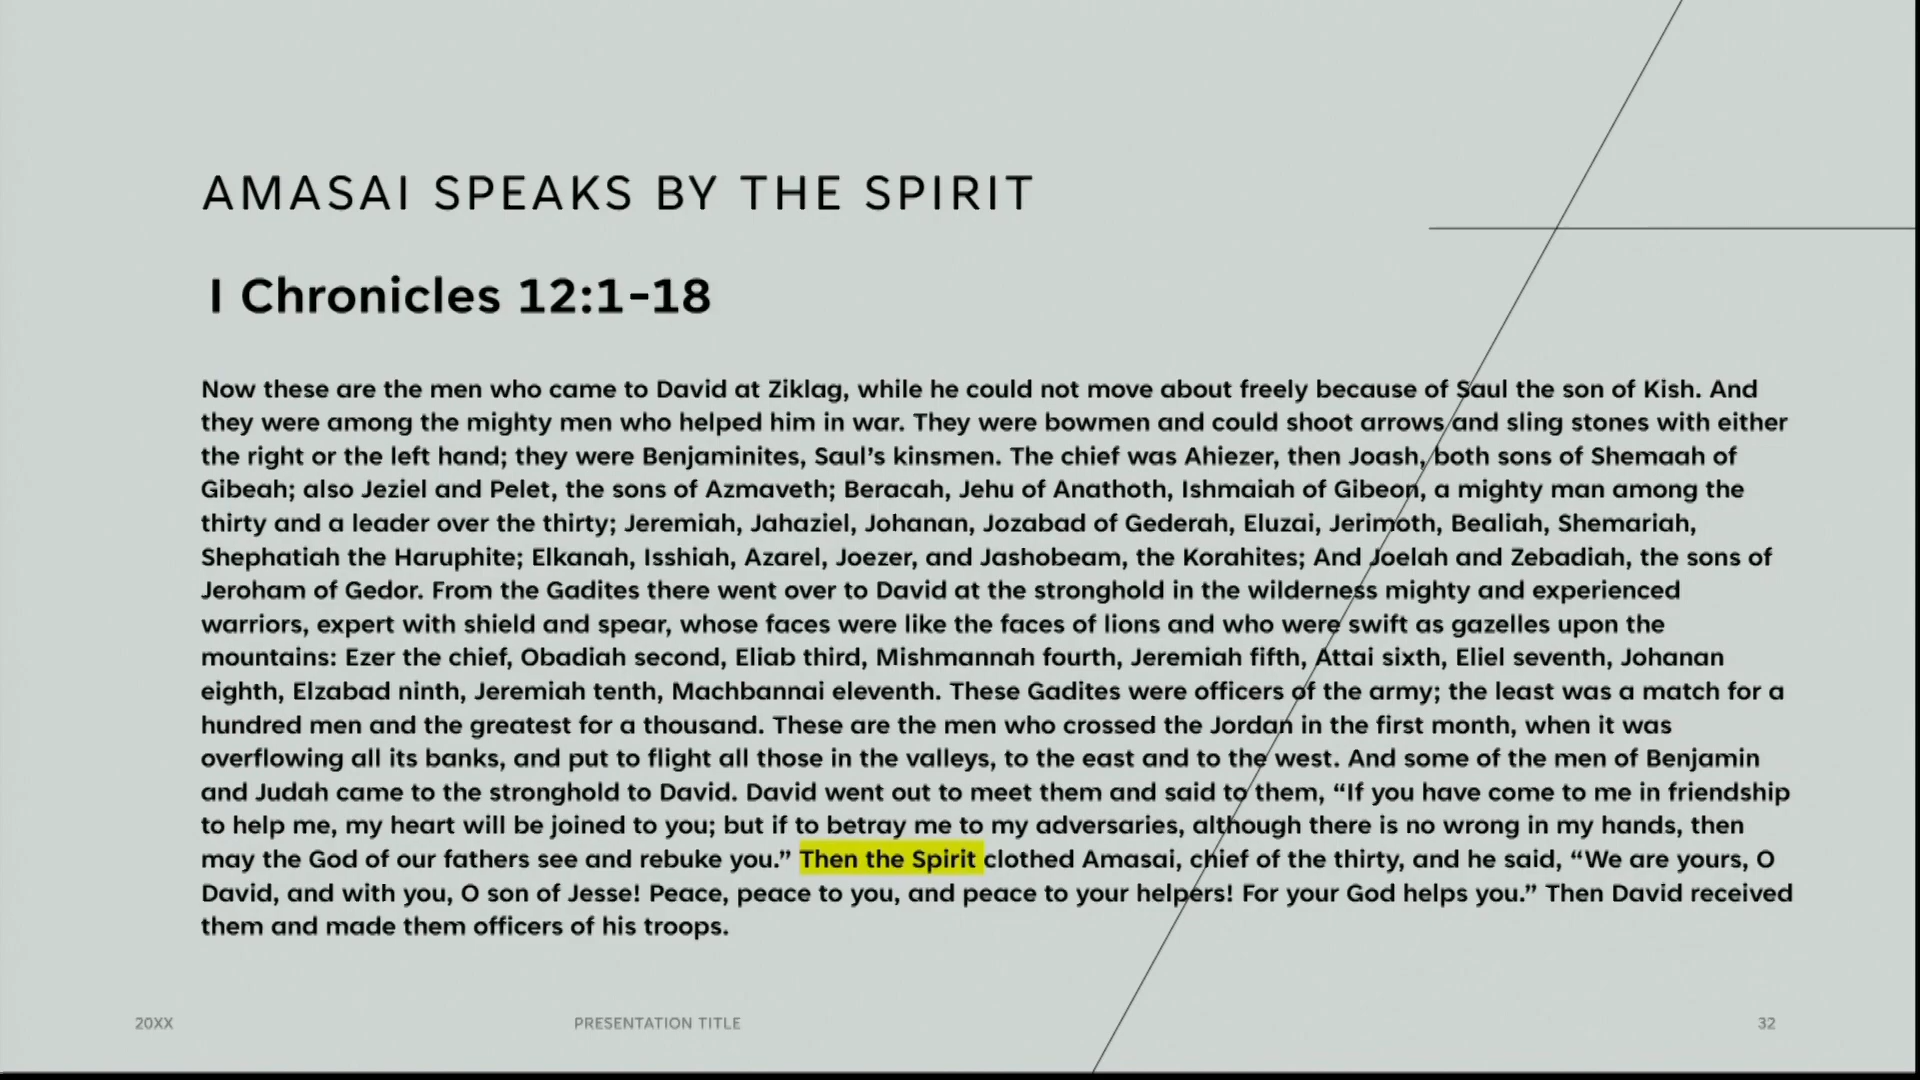 AMASAI SPEAKS BY THE SPIRIT
I Chronicles 12:1-18
Now these are the men who came to David at Ziklag, while he could not move about freely because of Saul the son of Kish. And
they were among the mighty men who helped him in war. They were bowmen and could shoot arrows and sling stones with either
the right or the left hand; they were Benjaminites, Saul’s kinsmen. The chief was Ahiezer, then Joash, both sons of Shemaah of
Gibeah; also Jeziel and Pelet, the sons of Azmaveth; Beracah, Jehu of Anathoth, Ishmaiah of Gibeon, a mighty man among the
thirty and a leader over the thirty; Jeremiah, Jahaziel, Johanan, Jozabad of Gederah, Eluzai, Jerimoth, Bealiah, Shemariah,
Shephatiah the Haruphite; Elkanah, Isshiah, Azarel, Joezer, and Jashobeam, the Korahites; And Joelah and Zebadiah, the sons of
Jeroham of Gedor. From the Gadites there went over to David at the stronghold in the wilderness mighty and experienced
warriors, expert with shield and spear, whose faces were like the faces of lions and who were swift as gazelles upon the
mountains: Ezer the chief, Obadiah second, Eliab third, Mishmannah fourth, Jeremiah fifth, Attai sixth, Eliel seventh, Johanan
eighth, Elzabad ninth, Jeremiah tenth, Machbannai eleventh. These Gadites were officers of the army; the least was a match for a
hundred men and the greatest for a thousand. These are the men who crossed the Jordan in the first month, when it was
overflowing all its banks, and put to flight all those in the valleys, to the east and to the west. And some of the men of Benjamin
and Judah came to the stronghold to David. David went out to meet them and said to them, “If you have come to me in friendship
to help me, my heart will be joined to you; but if to betray me to my adversaries, although there is no wrong in my hands, then
may the God of our fathers see and rebuke you.” Then the Spirit clothed Amasai, chief of the thirty, and he said, “We are yours, O
David, and with you, O son of Jesse! Peace, peace to you, and peace to your helpers! For your God helps you.” Then David received
them and made them officers of his troops.
20XX
PRESENTATION TITLE
32